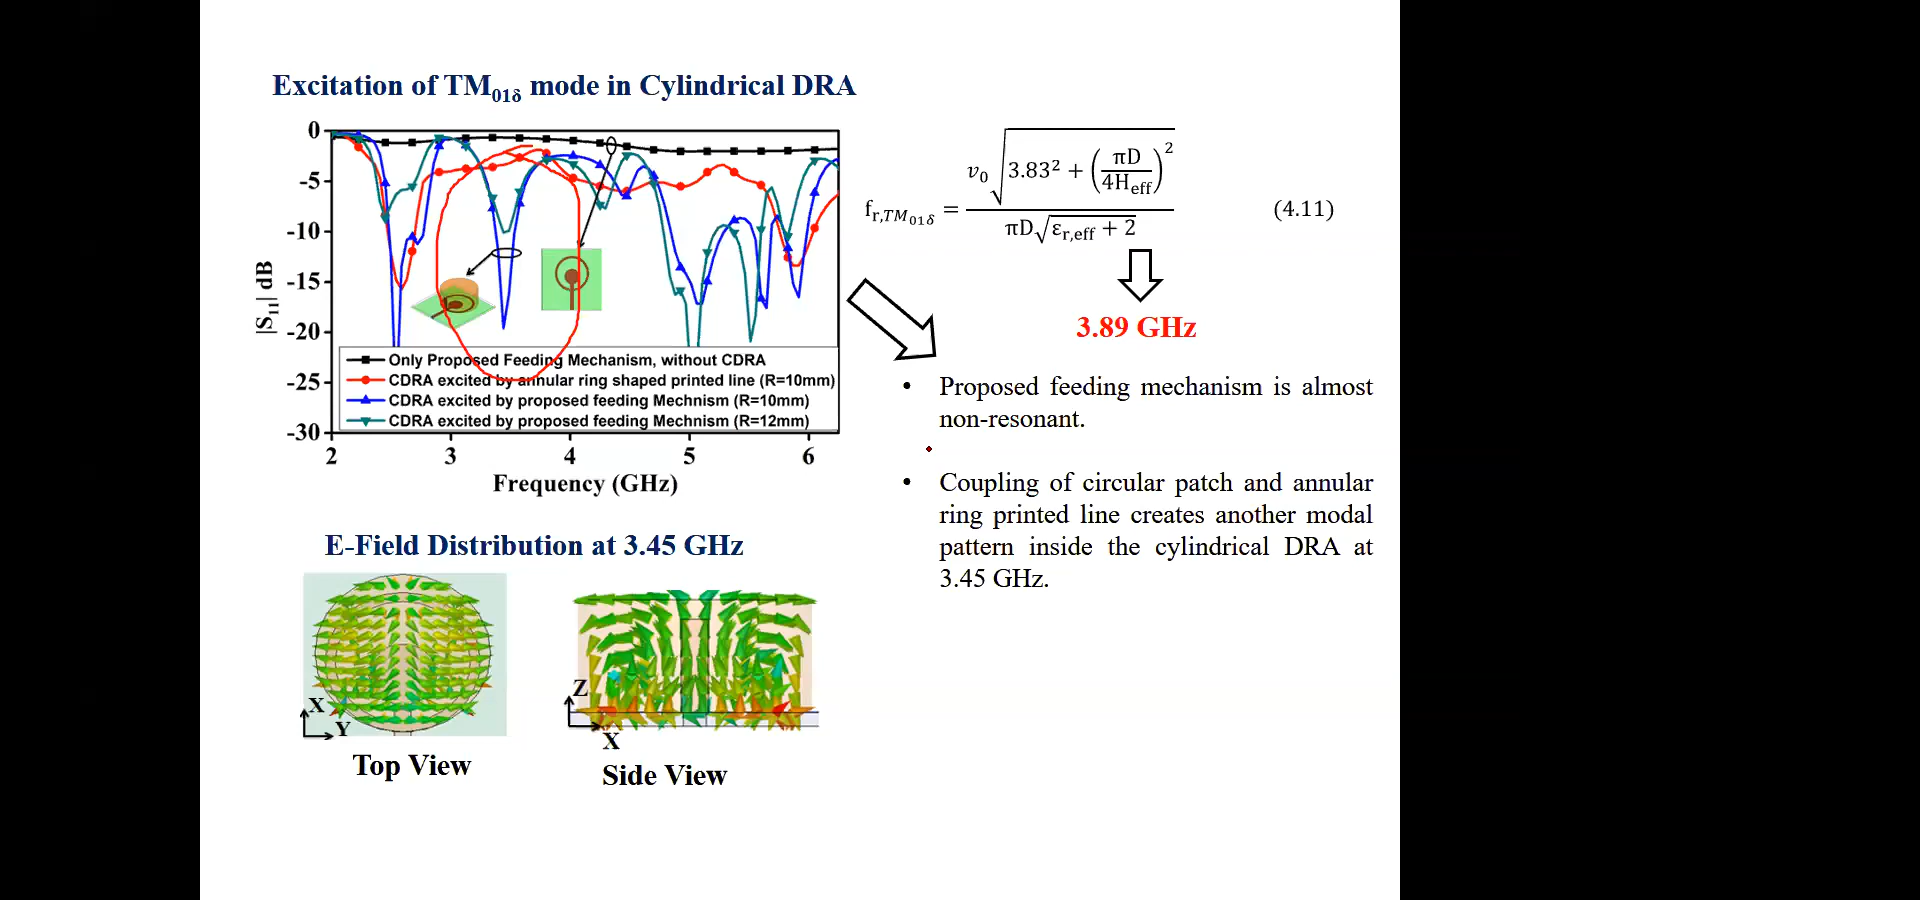 Excitation of TM01δ mode in Cylindrical DRA
0
-5
-10
-15
-20
-25
-30
|S11| dB
Only Proposed Feeding Mechanism, without CDRA
CDRA excited by annular ring shaped printed line (R=10mm)
CDRA excited by proposed feeding Mechnism (R=10mm)
CDRA excited by proposed feeding Mechnism (R=12mm)
2 3 4 5 6
Frequency (GHz)
fr,TM01δ = v0 √(3.83² + (πD/4Heff)²) / πD√(εr,eff + 2) (4.11)
3.89 GHz
• Proposed feeding mechanism is almost
non-resonant.
• Coupling of circular patch and annular
ring printed line creates another modal
pattern inside the cylindrical DRA at
3.45 GHz.
E-Field Distribution at 3.45 GHz
X
Y
Z
X
Top View
Side View